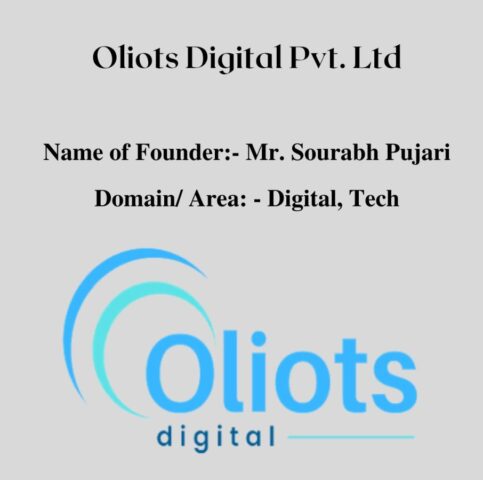 Oliots Digital Pvt. Ltd
Name of Founder:- Mr. Sourabh Pujari
Domain/ Area: - Digital, Tech
Oliots
digital